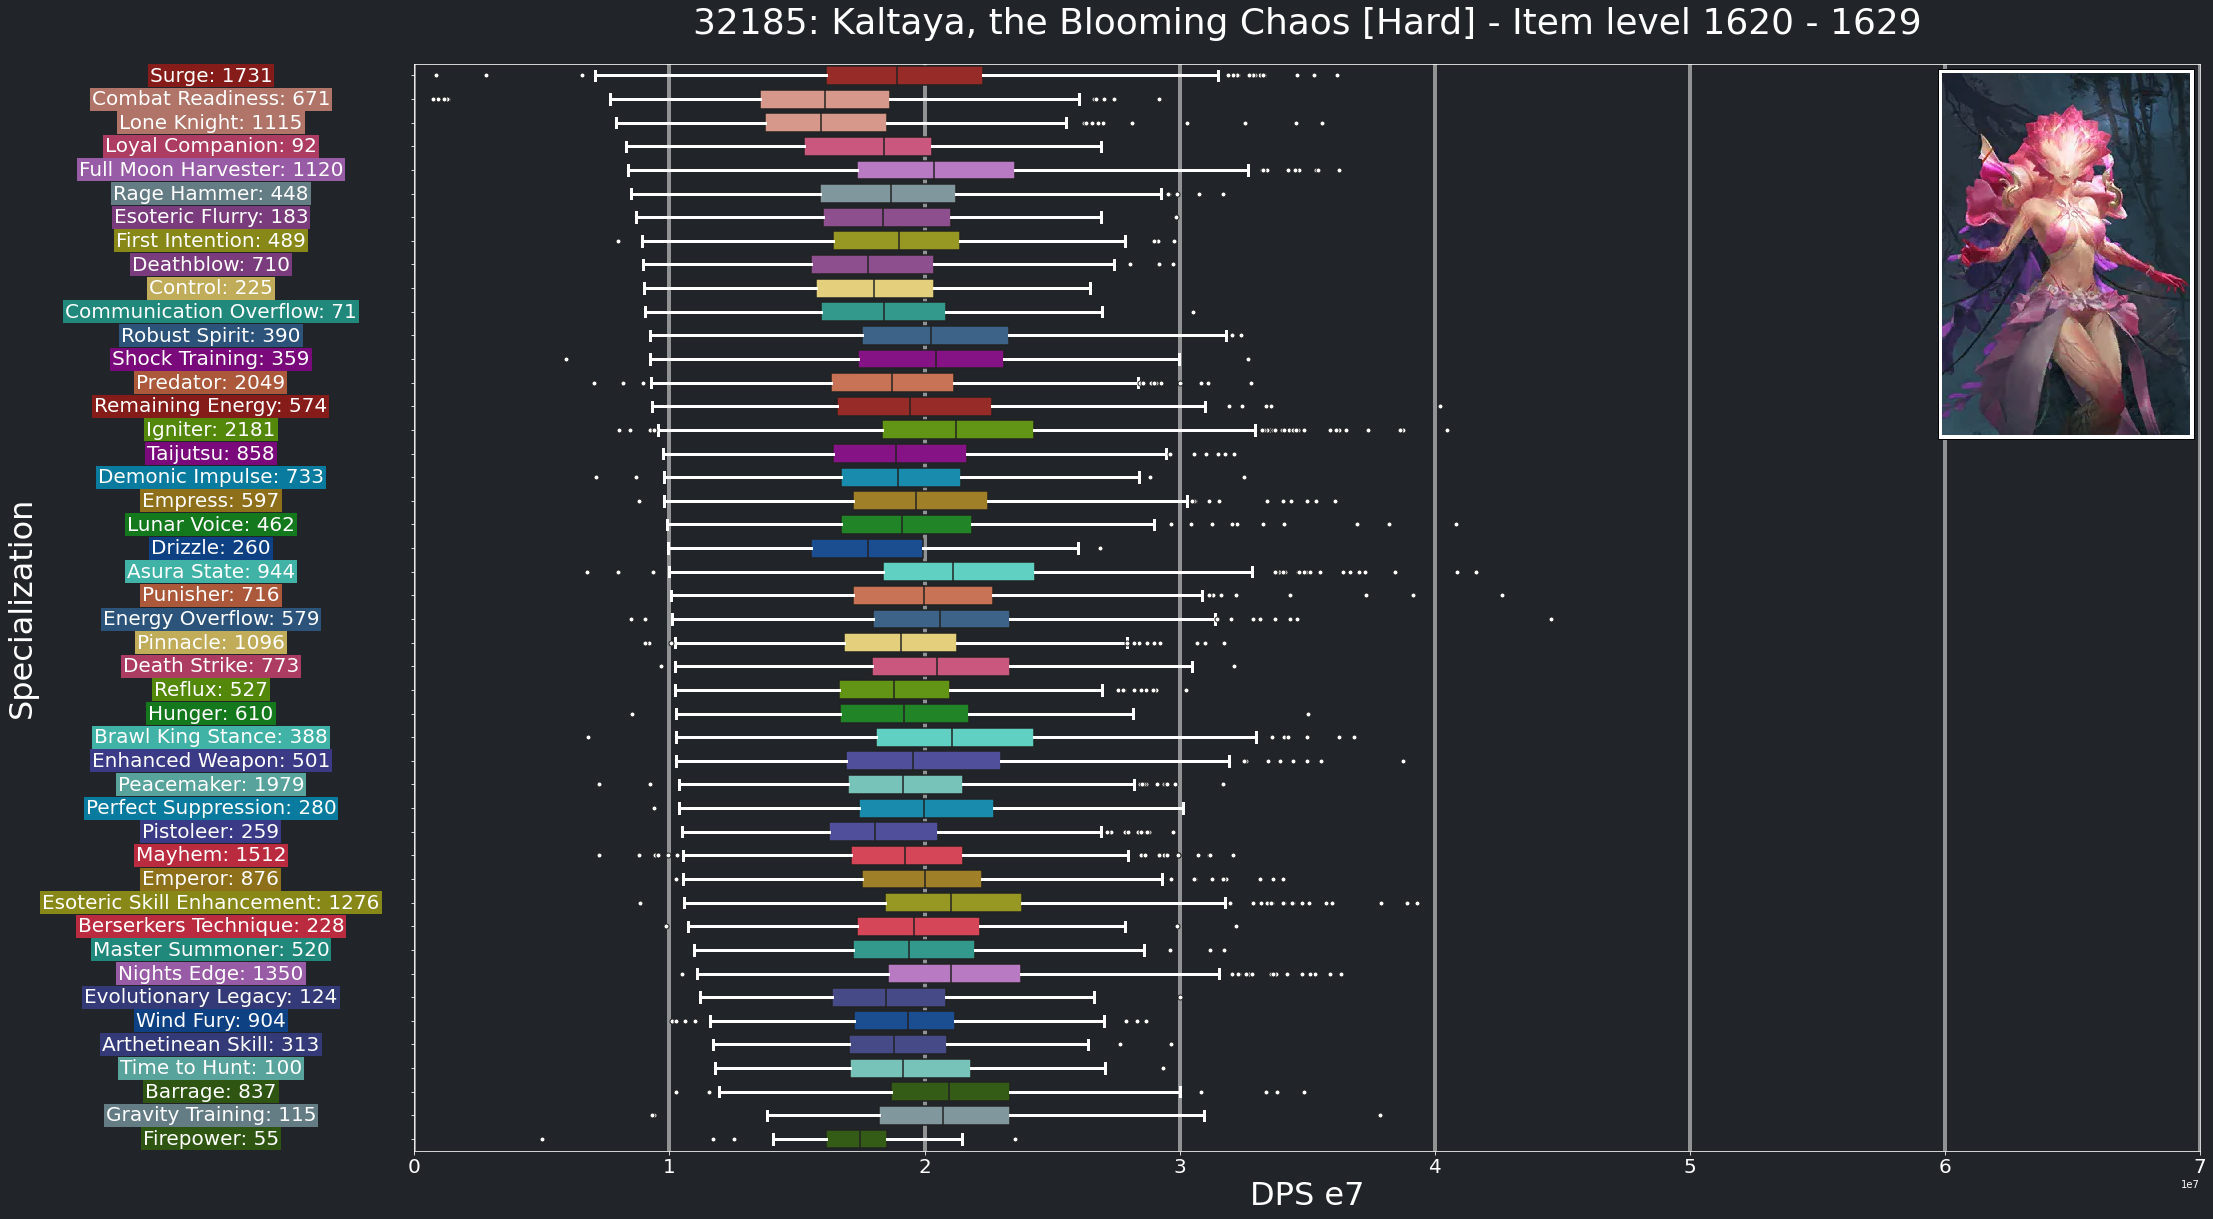 32185: Kaltaya, the Blooming Chaos [Hard] - Item level 1620 - 1629
Surge: 1731
Combat Readiness: 671
Lone Knight: 1115
Loyal Companion: 92
Full Moon Harvester: 1120
Rage Hammer: 448
Esoteric Flurry: 183
First Intention: 489
Deathblow: 710
Control: 225
Communication Overflow: 71
Robust Spirit: 390
Shock Training: 359
Predator: 2049
Remaining Energy: 574
Igniter: 2181
Taijutsu: 858
Demonic Impulse: 733
Empress: 597
Lunar Voice: 462
Drizzle: 260
Asura State: 944
Punisher: 716
Energy Overflow: 579
Pinnacle: 1096
Death Strike: 773
Reflux: 527
Hunger: 610
Brawl King Stance: 388
Enhanced Weapon: 501
Peacemaker: 1979
Perfect Suppression: 280
Pistoleer: 259
Mayhem: 1512
Emperor: 876
Esoteric Skill Enhancement: 1276
Berserkers Technique: 228
Master Summoner: 520
Nights Edge: 1350
Evolutionary Legacy: 124
Wind Fury: 904
Arthetinean Skill: 313
Time to Hunt: 100
Barrage: 837
Gravity Training: 115
Firepower: 55
Specialization
0 1 2 3 4 5 6 7
1e7
DPS e7